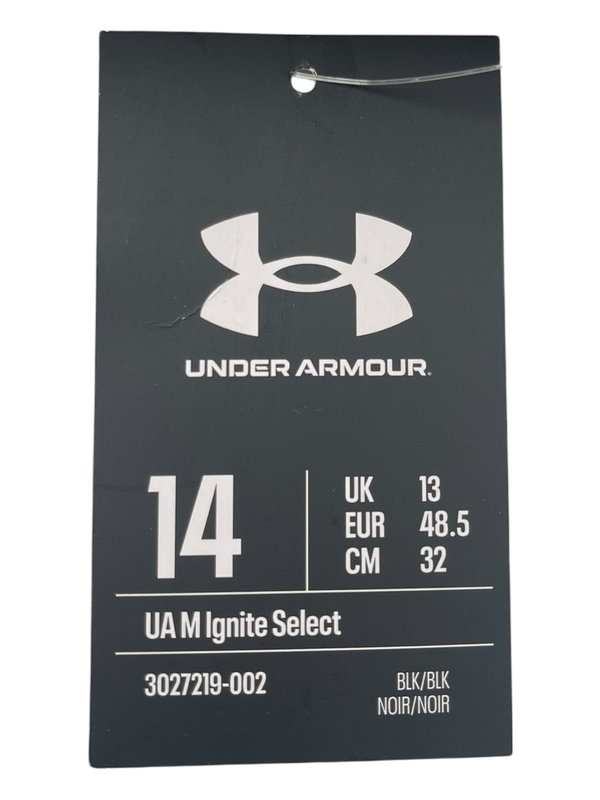 UNDER ARMOUR.
14
UK 13
EUR 48.5
CM 32
UA M Ignite Select
3027219-002
BLK/BLK
NOIR/NOIR